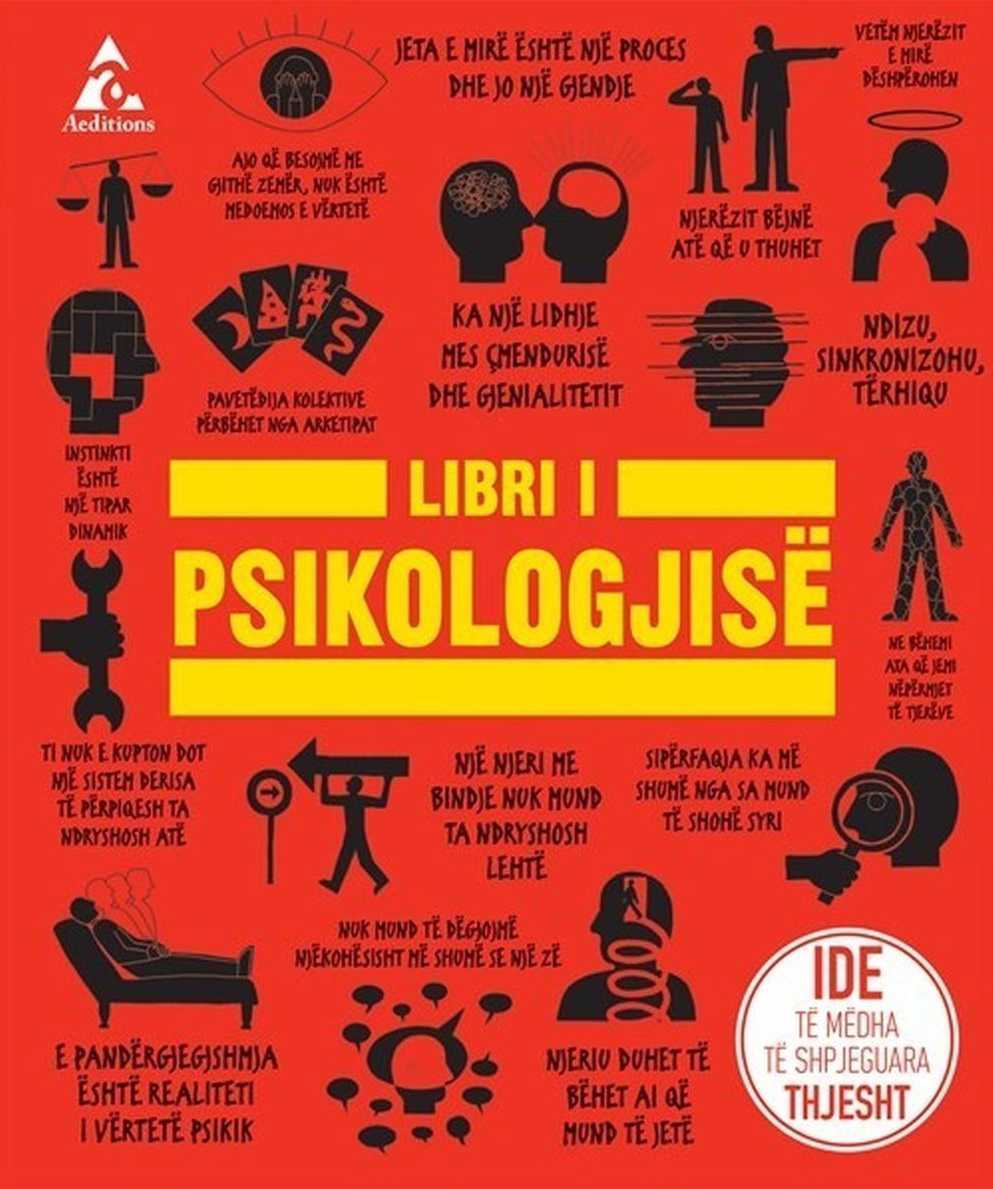 Aeditions
JETA E MIRË ËSHTË NJË PROCES
DHE JO NJË GJENDJE
VETËM NJERËZIT
E MIRË
DËSHPËROHEN
AJO QË BESOJMË ME
GJITHË ZEMËR, NUK ËSHTË
MEDOEMOS E VËRTETË
NJERËZIT BËJNË
ATË QË U THUHET
KA NJË LIDHJE
MES ÇMENDURISË
DHE GJENIALITETIT
NDIZU,
SINKRONIZOHU,
TËRHIQU
PAVETËDIJA KOLEKTIVE
PËRBËHET NGA ARKETIPAT
INSTINKTI
ËSHTË
NJË TIPAR
DINAMIK
LIBRI I
PSIKOLOGJISË
NE BËHEMI
ATA QË JEMI
NËPËRMJET
TË TJERËVE
TI NUK E KUPTON DOT
NJË SISTEM DERISA
TË PËRPIQESH TA
NDRYSHOSH ATË
NJË NJERI ME
BINDJE NUK MUND
TA NDRYSHOSH
LEHTË
SIPËRFAQJA KA MË
SHUMË NGA SA MUND
TË SHOHË SYRI
NUK MUND TË DËGJOJMË
NJËKOHËSISHT MË SHUMË SE NJË ZË
E PANDËRGJEGJSHMJA
ËSHTË REALITETI
I VËRTETË PSIKIK
NJERIU DUHET TË
BËHET AI QË
MUND TË JETË
IDE
TË MËDHA
TË SHPJEGUARA
THJESHT